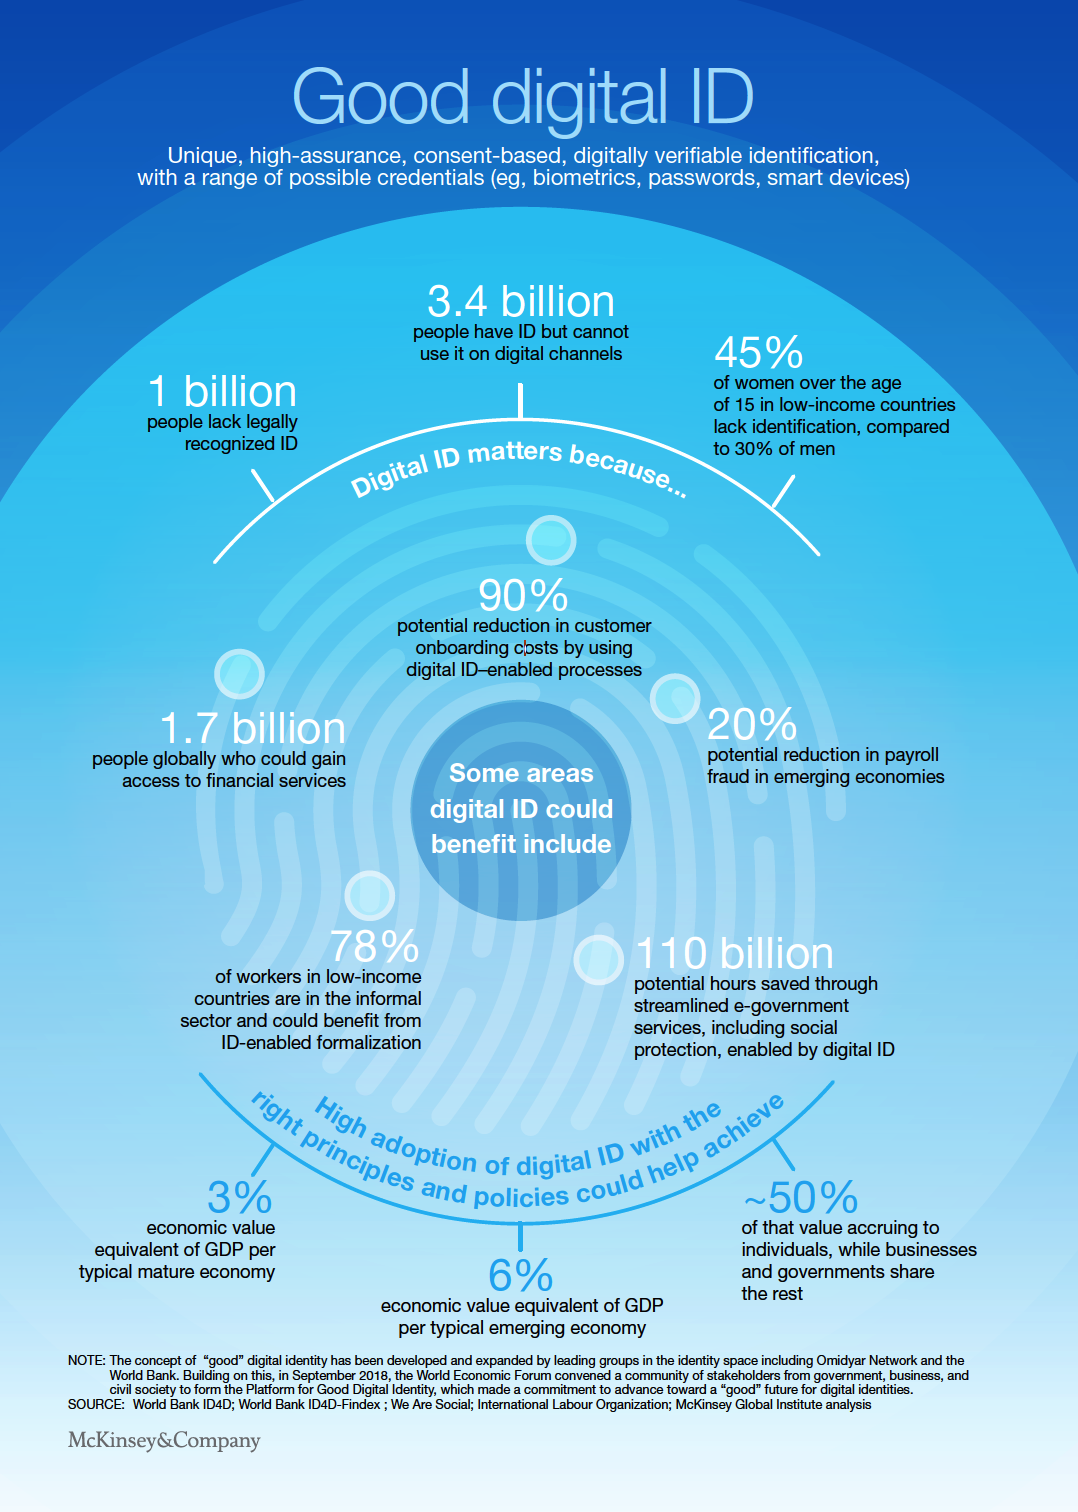 Good digital ID
Unique, high-assurance, consent-based, digitally verifiable identification,
with a range of possible credentials (eg, biometrics, passwords, smart devices)
3.4 billion
people have ID but cannot
use it on digital channels
1 billion
people lack legally
recognized ID
45%
of women over the age
of 15 in low-income countries
lack identification, compared
to 30% of men
Digital ID matters because...
90%
potential reduction in customer
onboarding costs by using
digital ID–enabled processes
1.7 billion
people globally who could gain
access to financial services
20%
potential reduction in payroll
fraud in emerging economies
Some areas
digital ID could
benefit include
78%
of workers in low-income
countries are in the informal
sector and could benefit from
ID-enabled formalization
110 billion
potential hours saved through
streamlined e-government
services, including social
protection, enabled by digital ID
High adoption of digital ID with the
right principles and policies could help achieve
3%
economic value
equivalent of GDP per
typical mature economy
6%
economic value equivalent of GDP
per typical emerging economy
~50%
of that value accruing to
individuals, while businesses
and governments share
the rest
NOTE: The concept of “good” digital identity has been developed and expanded by leading groups in the identity space including Omidyar Network and the
World Bank. Building on this, in September 2018, the World Economic Forum convened a community of stakeholders from government, business, and
civil society to form the Platform for Good Digital Identity, which made a commitment to advance toward a “good” future for digital identities.
SOURCE: World Bank ID4D; World Bank ID4D-Findex ; We Are Social; International Labour Organization; McKinsey Global Institute analysis
McKinsey&Company